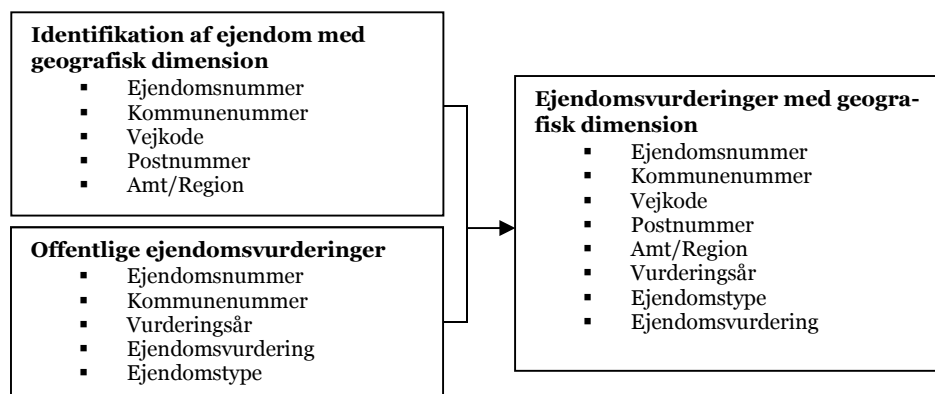 Identifikation af ejendom med
geografisk dimension
▪ Ejendomsnummer
▪ Kommunenummer
▪ Vejkode
▪ Postnummer
▪ Amt/Region
Offentlige ejendomsvurderinger
▪ Ejendomsnummer
▪ Kommunenummer
▪ Vurderingsår
▪ Ejendomsvurdering
▪ Ejendomstype
Ejendomsvurderinger med geogra-
fisk dimension
▪ Ejendomsnummer
▪ Kommunenummer
▪ Vejkode
▪ Postnummer
▪ Amt/Region
▪ Vurderingsår
▪ Ejendomstype
▪ Ejendomsvurdering